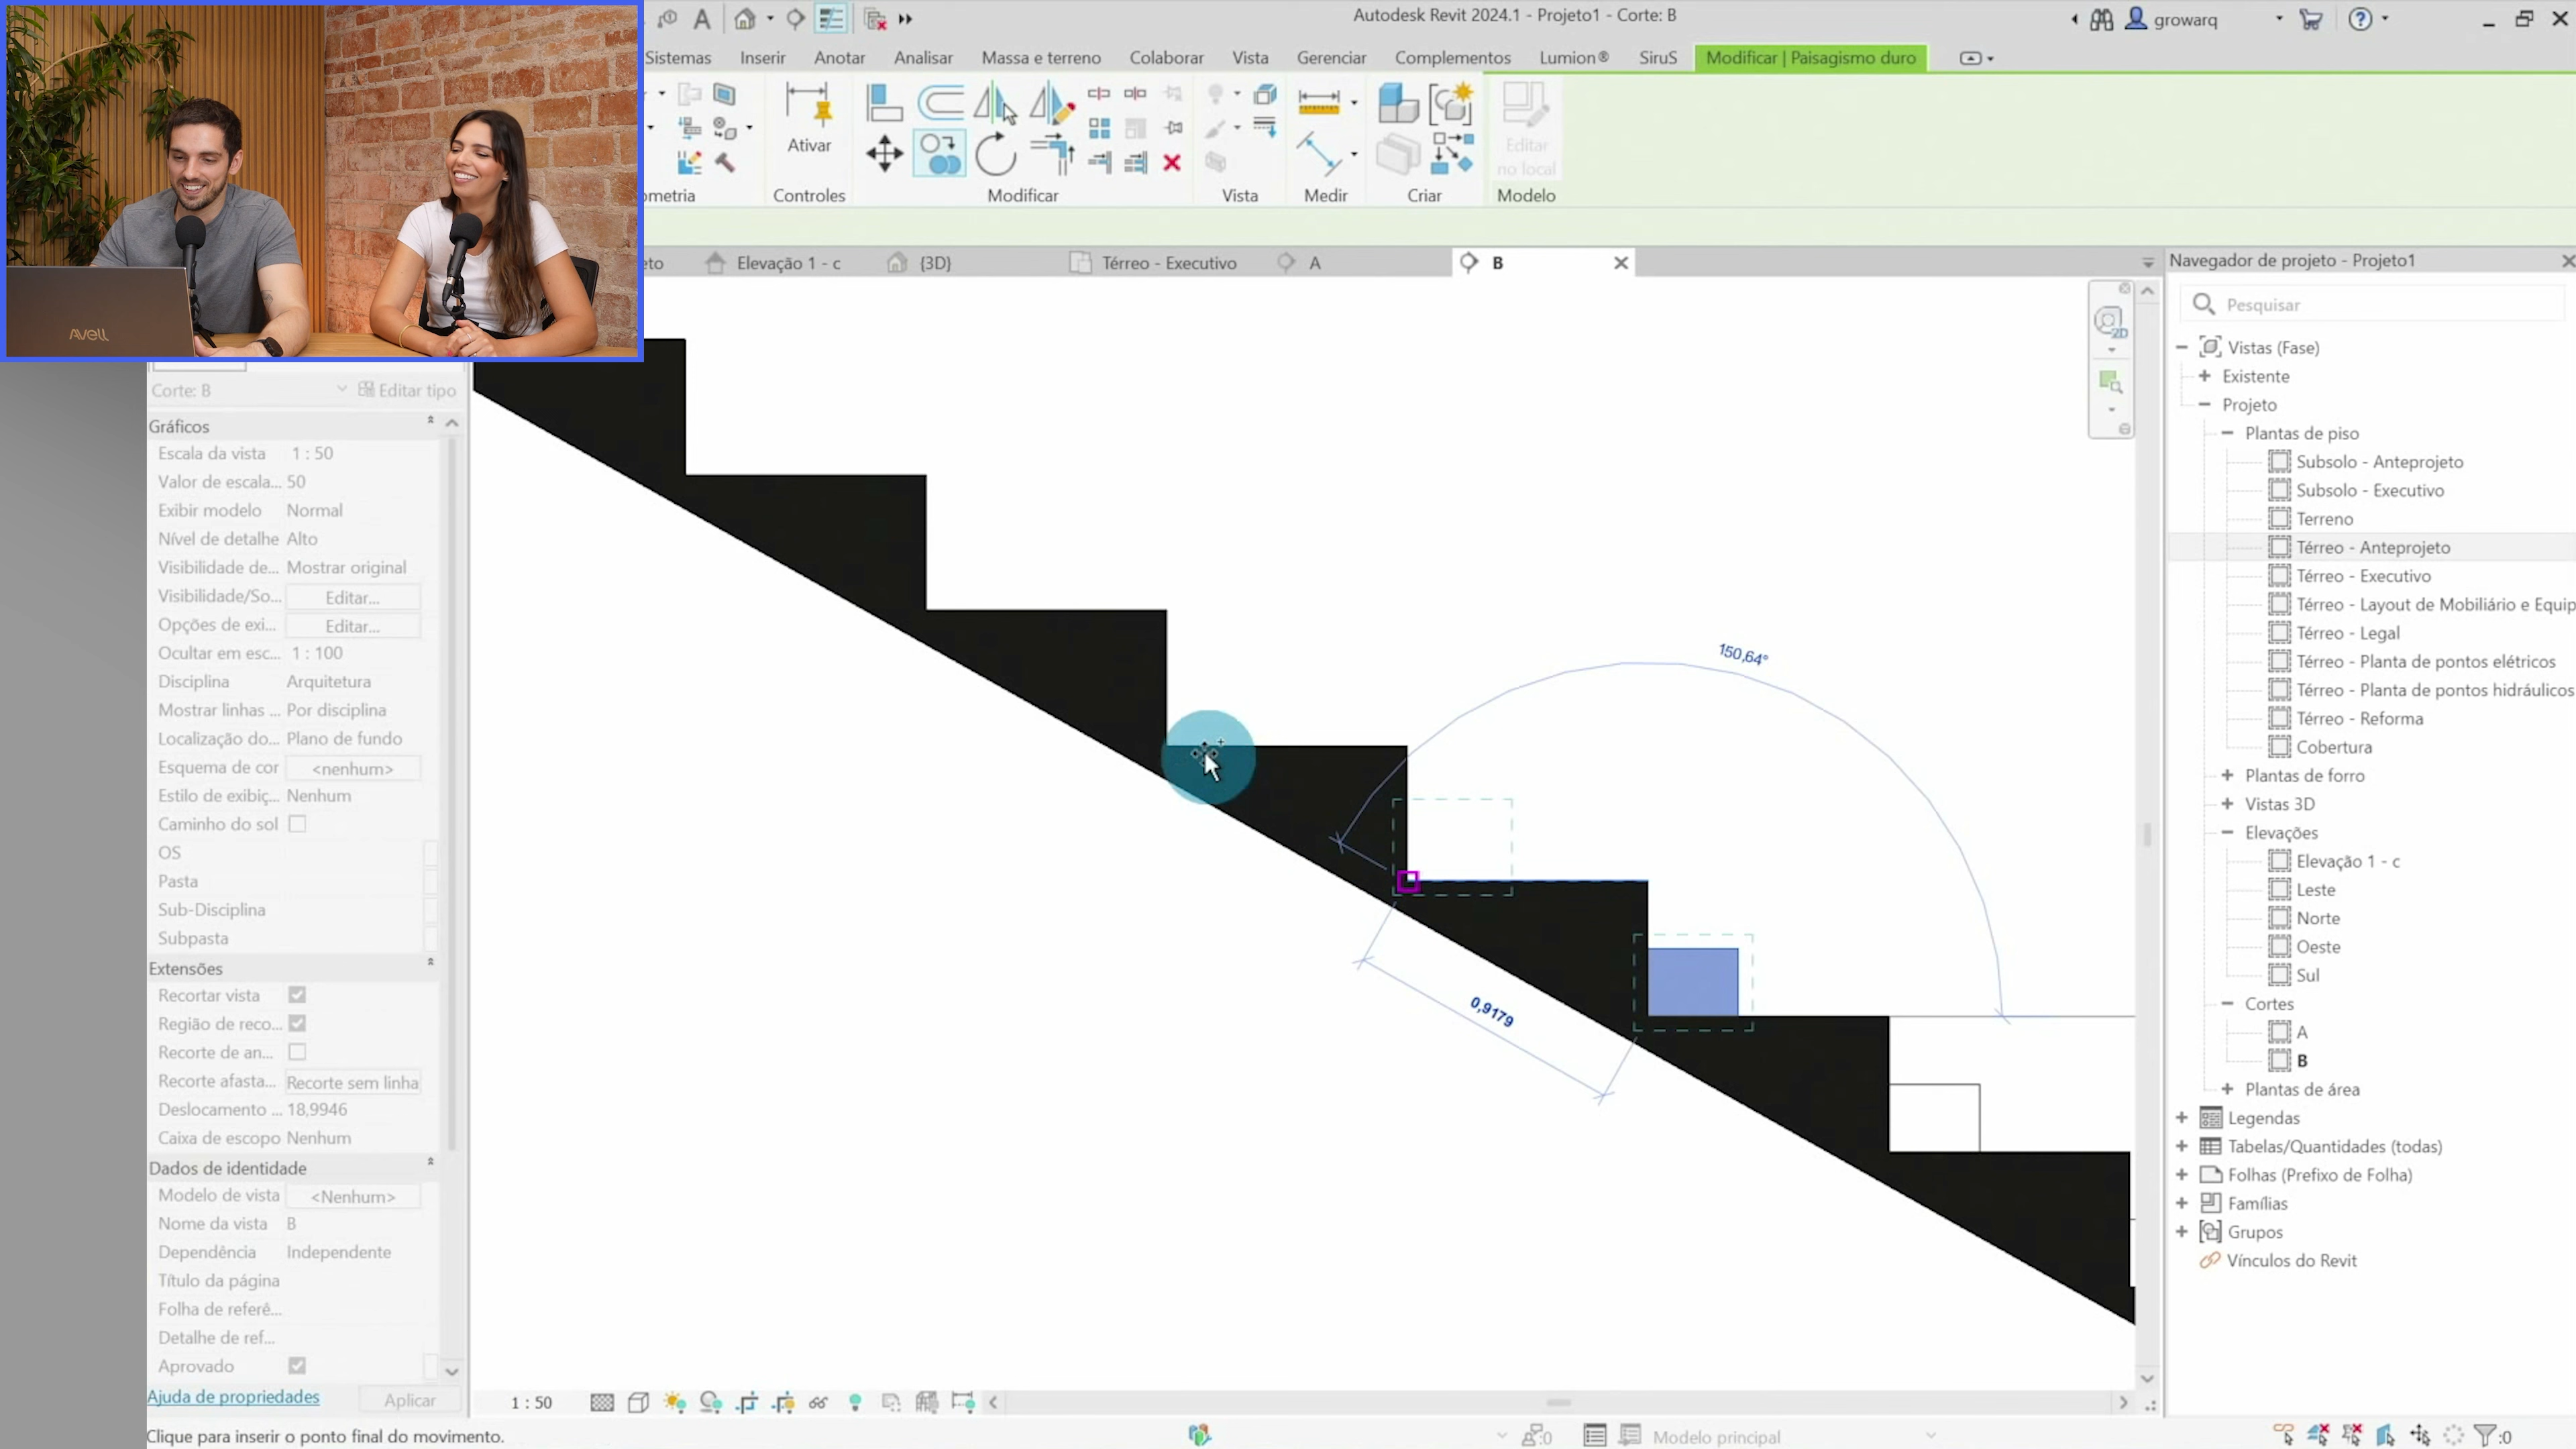 Autodesk Revit 2024.1 - Projeto1 - Corte: B
growarq
Sistemas
Inserir
Anotar
Analisar
Massa e terreno
Colaborar
Vista
Gerenciar
Complementos
Lumion®
SiruS
Modificar | Paisagismo duro
Ativar
Editar
no local
ometria
Controles
Modificar
Vista
Medir
Criar
Modelo
eto
Elevação 1 - c
{3D}
Térreo - Executivo
A
B
Avell
Corte: B
Editar tipo
Gráficos
Escala da vista 1 : 50
Valor de escala... 50
Exibir modelo Normal
Nível de detalhe Alto
Visibilidade de... Mostrar original
Visibilidade/So... Editar...
Opções de exi... Editar...
Ocultar em esc... 1 : 100
Disciplina Arquitetura
Mostrar linhas ... Por disciplina
Localização do... Plano de fundo
Esquema de cor <nenhum>
Estilo de exibiç... Nenhum
Caminho do sol
OS
Pasta
Sub-Disciplina
Subpasta
Extensões
Recortar vista
Região de reco...
Recorte de an...
Recorte afasta... Recorte sem linha
Deslocamento ... 18,9946
Caixa de escopo Nenhum
Dados de identidade
Modelo de vista <Nenhum>
Nome da vista B
Dependência Independente
Título da página
Folha de referê...
Detalhe de ref...
Aprovado
Ajuda de propriedades
Aplicar
150,64°
0,9179
2D
Navegador de projeto - Projeto1
Pesquisar
Vistas (Fase)
Existente
Projeto
Plantas de piso
Subsolo - Anteprojeto
Subsolo - Executivo
Terreno
Térreo - Anteprojeto
Térreo - Executivo
Térreo - Layout de Mobiliário e Equip
Térreo - Legal
Térreo - Planta de pontos elétricos
Térreo - Planta de pontos hidráulicos
Térreo - Reforma
Cobertura
Plantas de forro
Vistas 3D
Elevações
Elevação 1 - c
Leste
Norte
Oeste
Sul
Cortes
A
B
Plantas de área
Legendas
Tabelas/Quantidades (todas)
Folhas (Prefixo de Folha)
Famílias
Grupos
Vínculos do Revit
1 : 50
Clique para inserir o ponto final do movimento.
:0
Modelo principal
:0